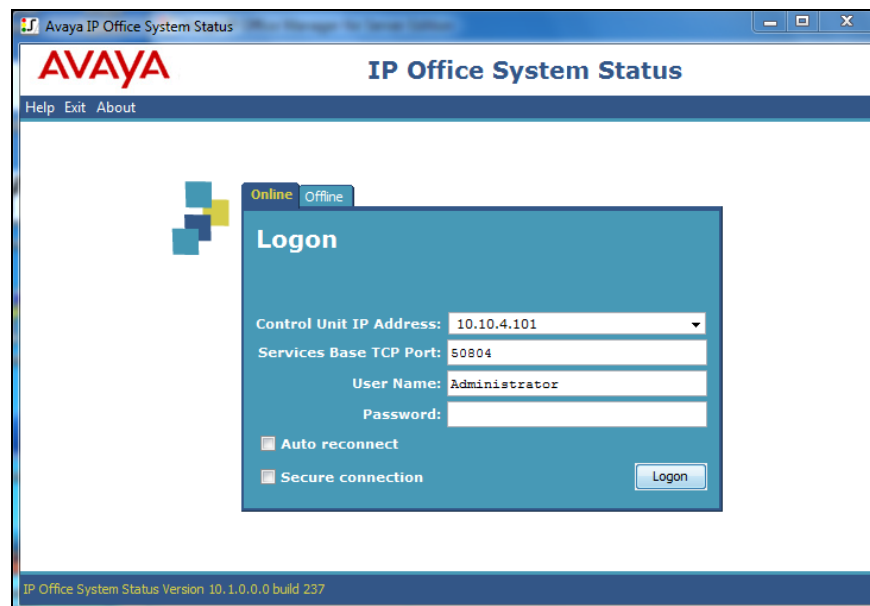 Avaya IP Office System Status
AVAYA
IP Office System Status
Help Exit About
Online Offline
Logon
Control Unit IP Address: 10.10.4.101
Services Base TCP Port: 50804
User Name: Administrator
Password:
Auto reconnect
Secure connection
Logon
IP Office System Status Version 10.1.0.0.0 build 237